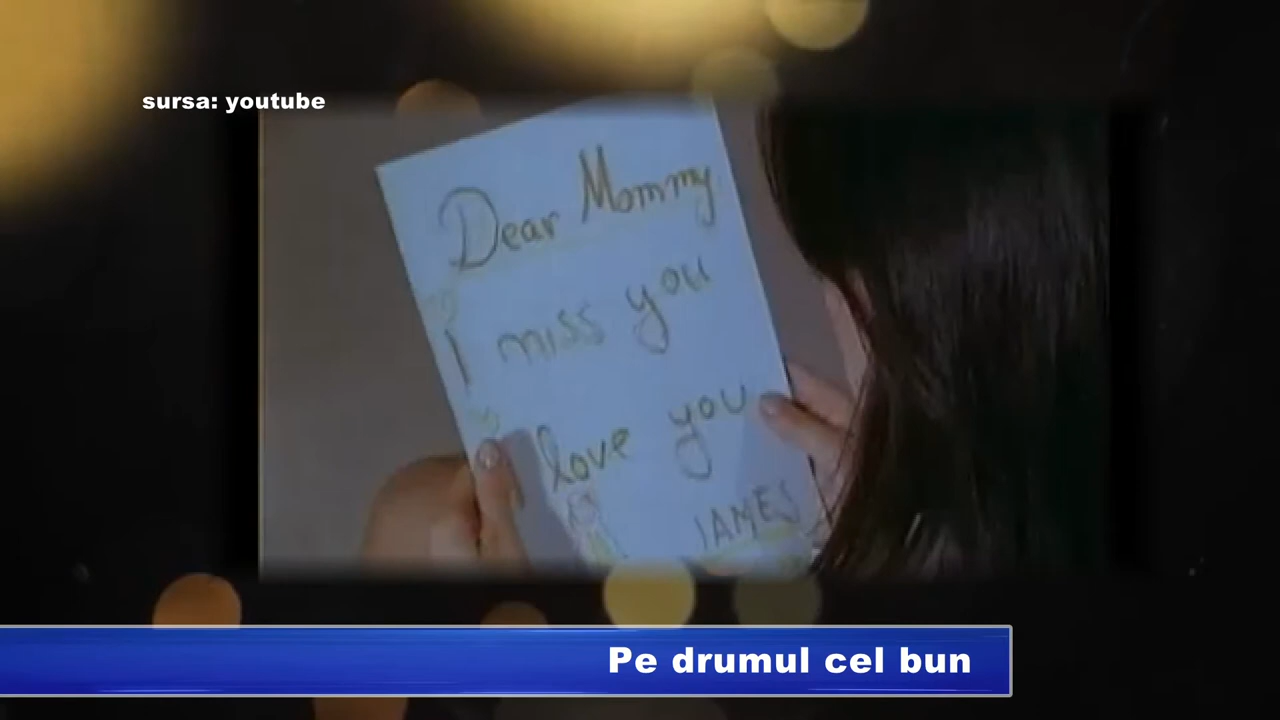 sursa: youtube
Dear Mommy
I miss you
I love you
JAMES
Pe drumul cel bun